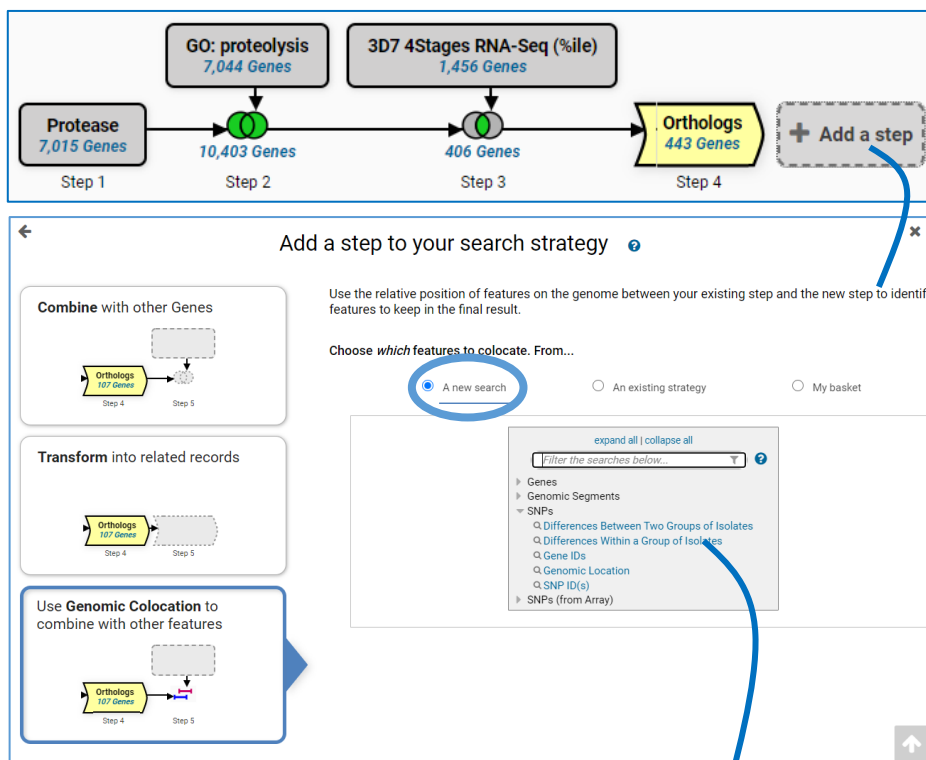 GO: proteolysis
7,044 Genes
3D7 4Stages RNA-Seq (%ile)
1,456 Genes
Protease
7,015 Genes
10,403 Genes
406 Genes
Orthologs
443 Genes
Add a step
Step 1
Step 2
Step 3
Step 4
Add a step to your search strategy ?
Combine with other Genes
Orthologs
107 Genes
Step 4
Step 5
Transform into related records
Orthologs
107 Genes
Step 4
Step 5
Use Genomic Colocation to
combine with other features
Orthologs
107 Genes
Step 4
Step 5
Use the relative position of features on the genome between your existing step and the new step to identif
features to keep in the final result.
Choose which features to colocate. From...
A new search
An existing strategy
My basket
expand all | collapse all
Filter the searches below... ?
Genes
Genomic Segments
SNPs
Differences Between Two Groups of Isolates
Differences Within a Group of Isolates
Gene IDs
Genomic Location
SNP ID(s)
SNPs (from Array)